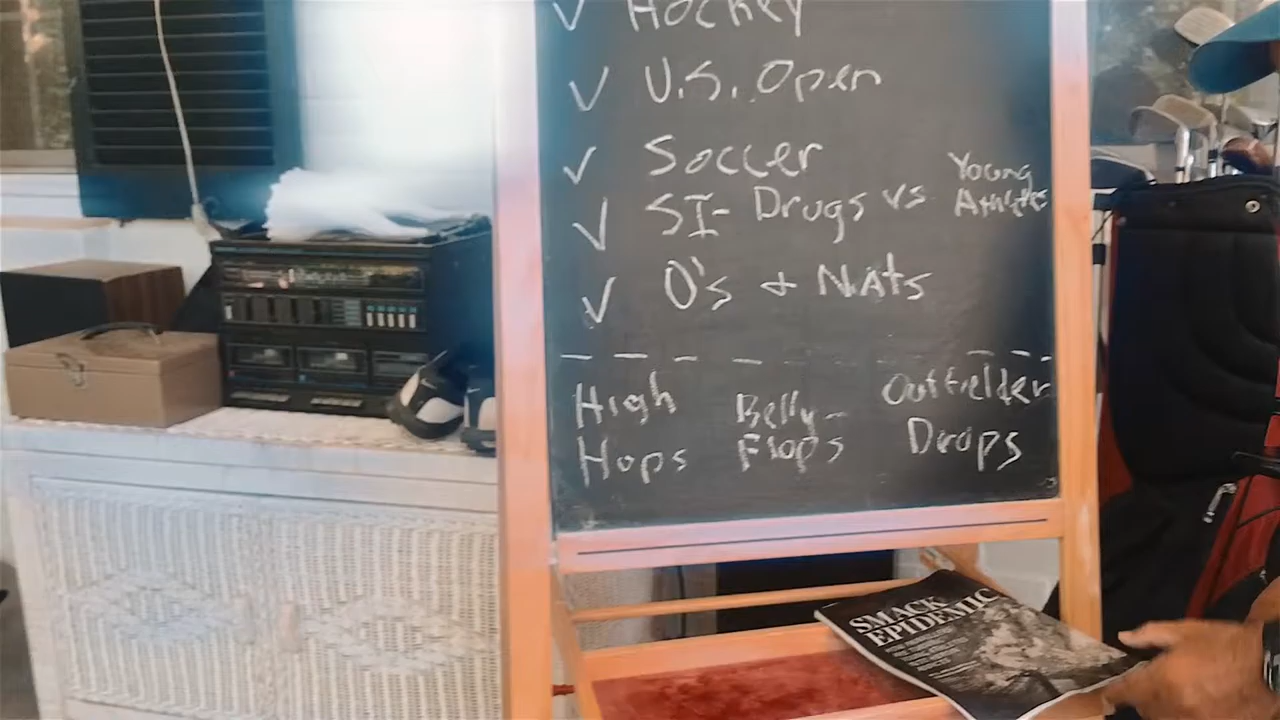 ✓ Hockey
✓ U.S. Open
✓ Soccer
✓ SI- Drugs vs Young Athletes
✓ O's + NAts
High Hops
Belly- Flops
Outfielder Drops
SMACK
EPIDEMIC